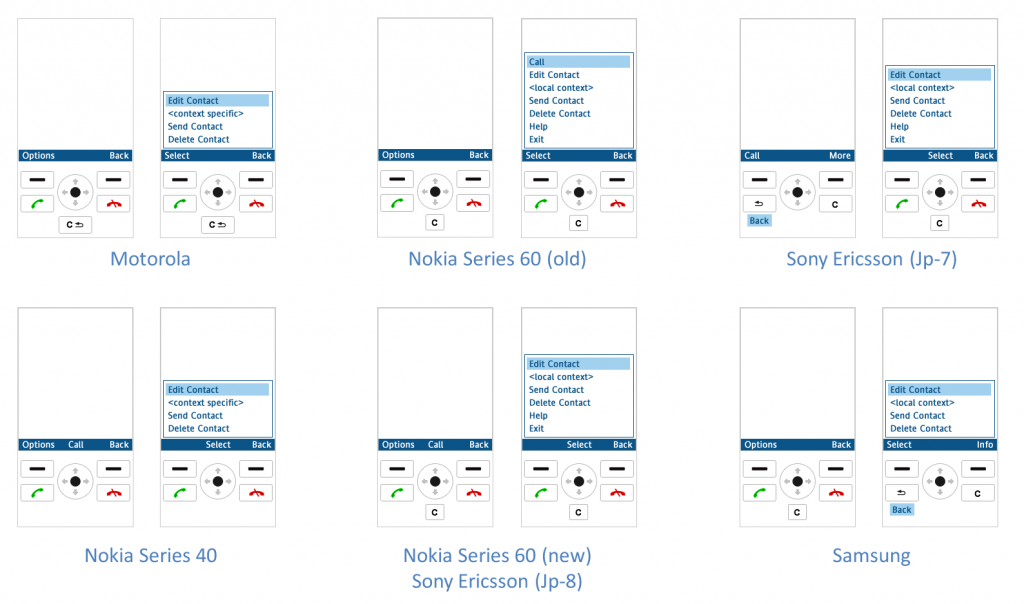 Options Back
Edit Contact
<context specific>
Send Contact
Delete Contact
Select Back
C
C
Motorola
Options Back
Call
Edit Contact
<local context>
Send Contact
Delete Contact
Help
Exit
Select Back
C
C
Nokia Series 60 (old)
Call More
C
Back
Edit Contact
<local context>
Send Contact
Delete Contact
Help
Exit
Select Back
C
Sony Ericsson (Jp-7)
Options Call Back
Edit Contact
<context specific>
Send Contact
Delete Contact
Select Back
Nokia Series 40
Options Call Back
Edit Contact
<local context>
Send Contact
Delete Contact
Help
Exit
Select Back
C
C
Nokia Series 60 (new)
Sony Ericsson (Jp-8)
Options Back
C
Edit Contact
<local context>
Send Contact
Delete Contact
Select Info
C
Back
Samsung